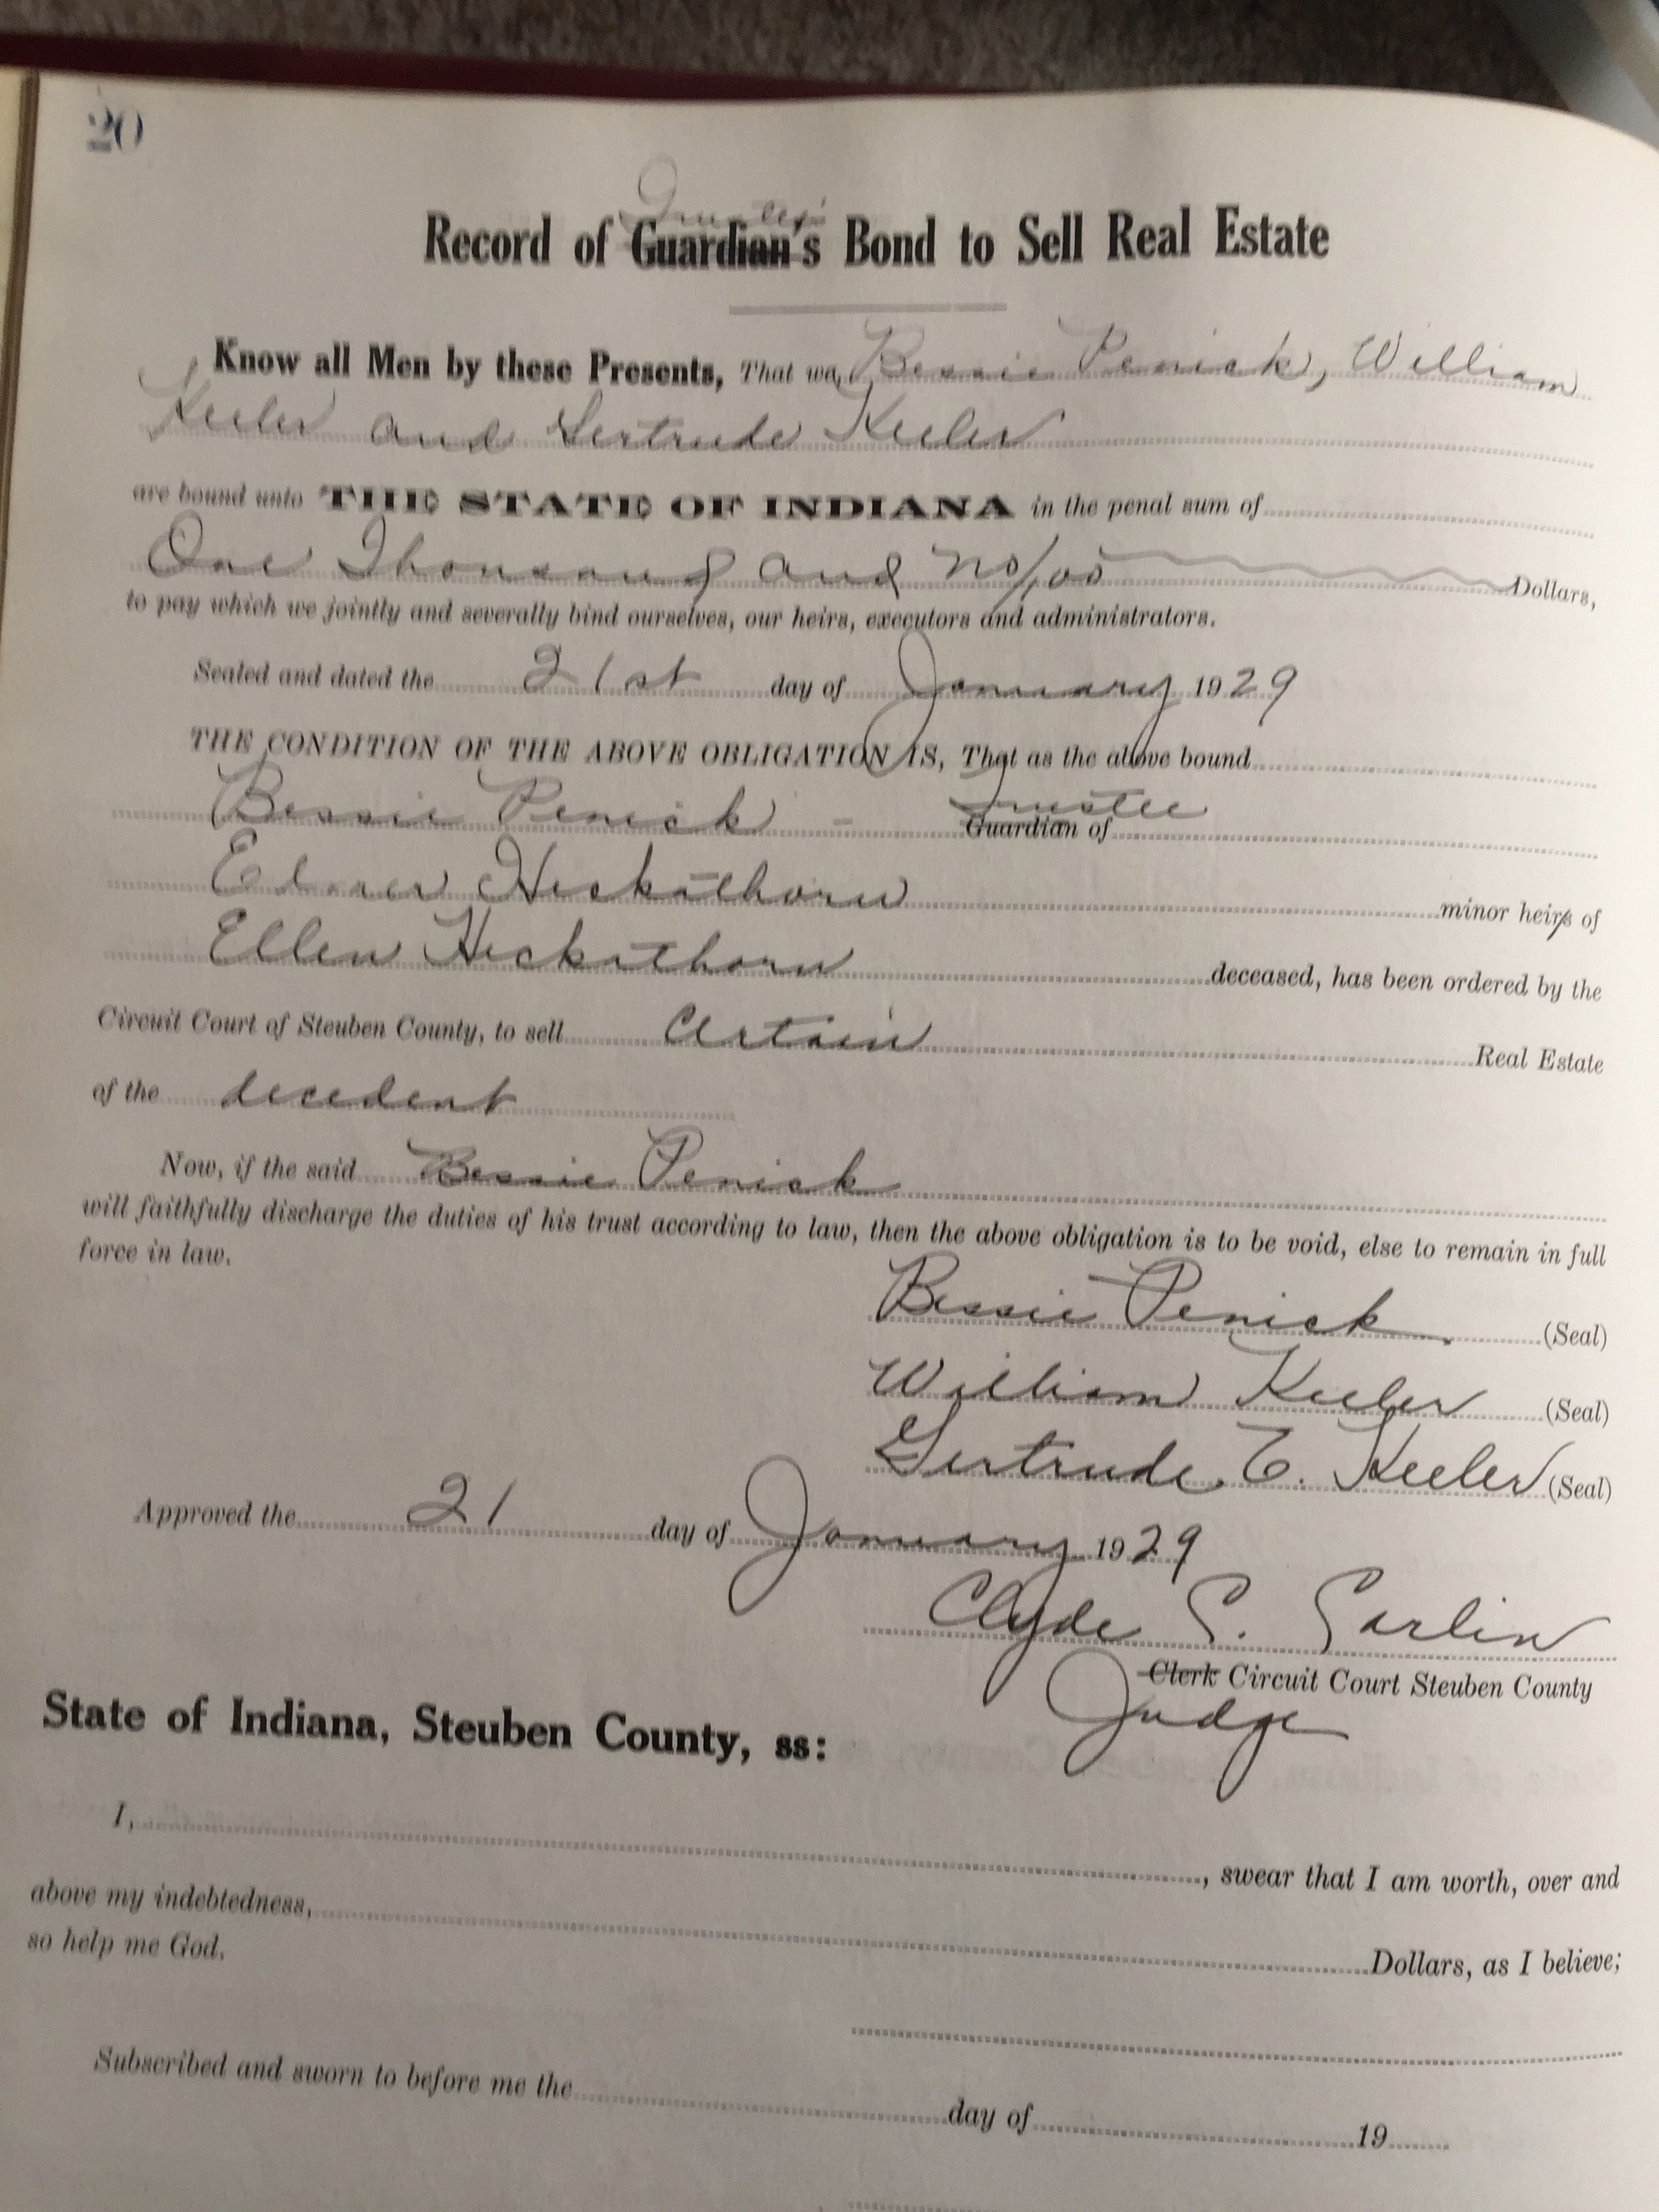 20
Trustee's
Record of Guardian's Bond to Sell Real Estate
Know all Men by these Presents, That we, Bessie Penick, William
Keeler and Gertrude Keeler
are bound unto THE STATE OF INDIANA in the penal sum of
One Thousand and no/00 Dollars,
to pay which we jointly and severally bind ourselves, our heirs, executors and administrators.
Sealed and dated the 21st day of January 1929
THE CONDITION OF THE ABOVE OBLIGATION IS, That as the above bound
Trustee
Bessie Penick - Guardian of
Elmer Heckathorn minor heirs of
Ellen Heckathorn deceased, has been ordered by the
Circuit Court of Steuben County, to sell Certain Real Estate
of the decedent
Now, if the said Bessie Penick
will faithfully discharge the duties of his trust according to law, then the above obligation is to be void, else to remain in full
force in law.
Bessie Penick (Seal)
William Keeler (Seal)
Gertrude E. Keeler (Seal)
Approved the 21 day of January 1929
Clyde C. Carlin
Clerk Circuit Court Steuben County
Judge
State of Indiana, Steuben County, ss:
I, , swear that I am worth, over and
above my indebtedness, Dollars, as I believe;
so help me God.
Subscribed and sworn to before me the day of 19